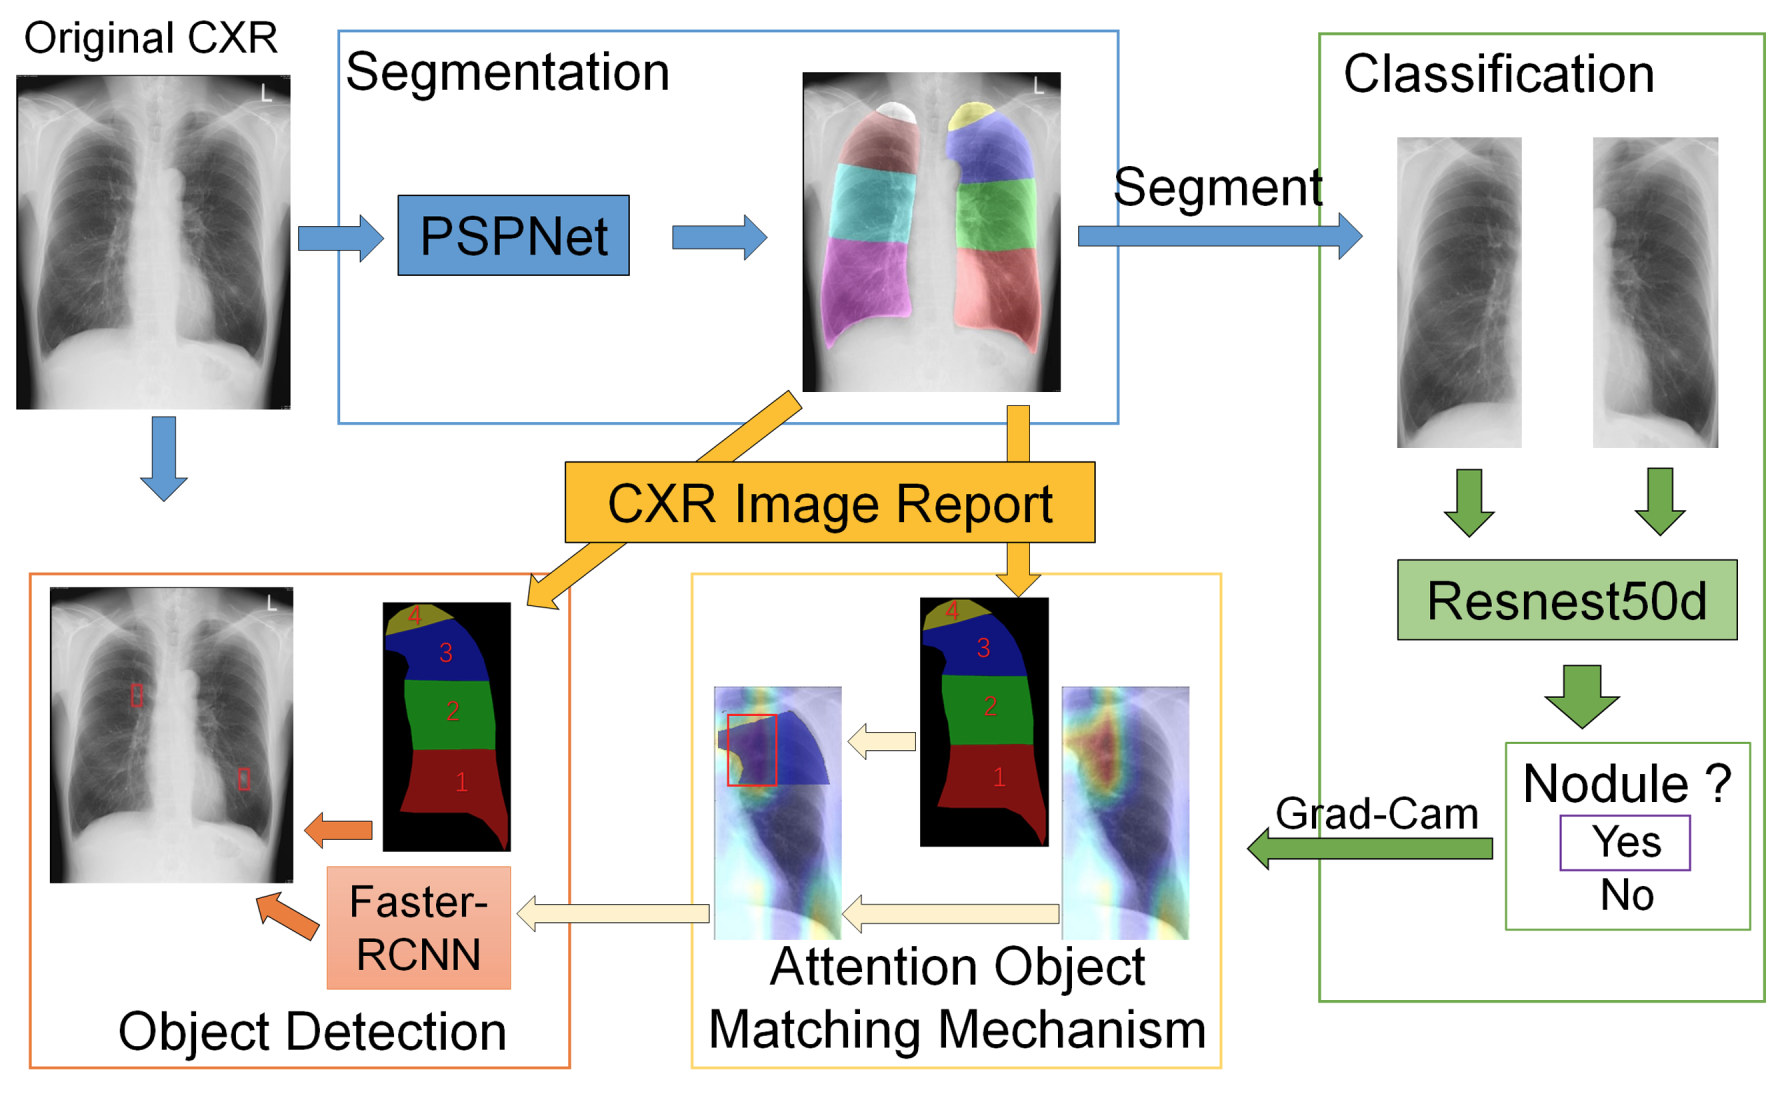 Original CXR
L
Segmentation
PSPNet
L
Segment
Classification
Resnest50d
Nodule ?
Yes
No
Grad-Cam
CXR Image Report
4
3
2
1
Attention Object
Matching Mechanism
L
4
3
2
1
Faster-
RCNN
Object Detection